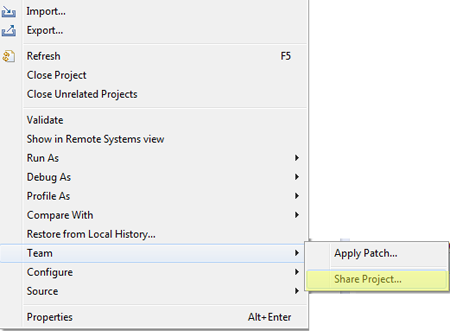 Import...
Export...
Refresh F5
Close Project
Close Unrelated Projects
Validate
Show in Remote Systems view
Run As
Debug As
Profile As
Compare With
Restore from Local History...
Team
Apply Patch...
Configure
Share Project...
Source
Properties Alt+Enter